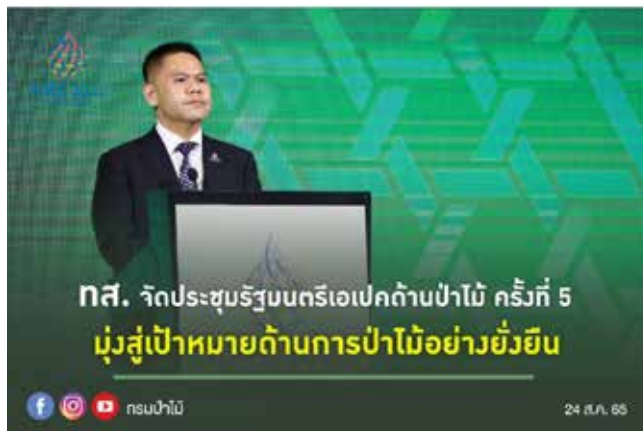 ทส. จัดประชุมรัฐมนตรีเอเปคด้านป่าไม้ ครั้งที่ 5
มุ่งสู่เป้าหมายด้านการป่าไม้อย่างยั่งยืน
กรมป่าไม้
24 ส.ค. 65